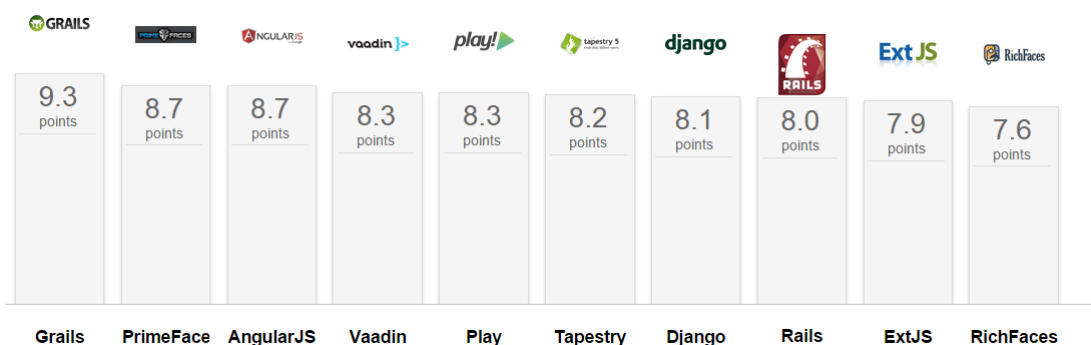 GRAILS
PRIME FACES
ANGULARJS
vaadin }>
play!
tapestry 5
django
RAILS
Ext JS
RichFaces
9.3
points
8.7
points
8.7
points
8.3
points
8.3
points
8.2
points
8.1
points
8.0
points
7.9
points
7.6
points
Grails
PrimeFace
AngularJS
Vaadin
Play
Tapestry
Django
Rails
ExtJS
RichFaces